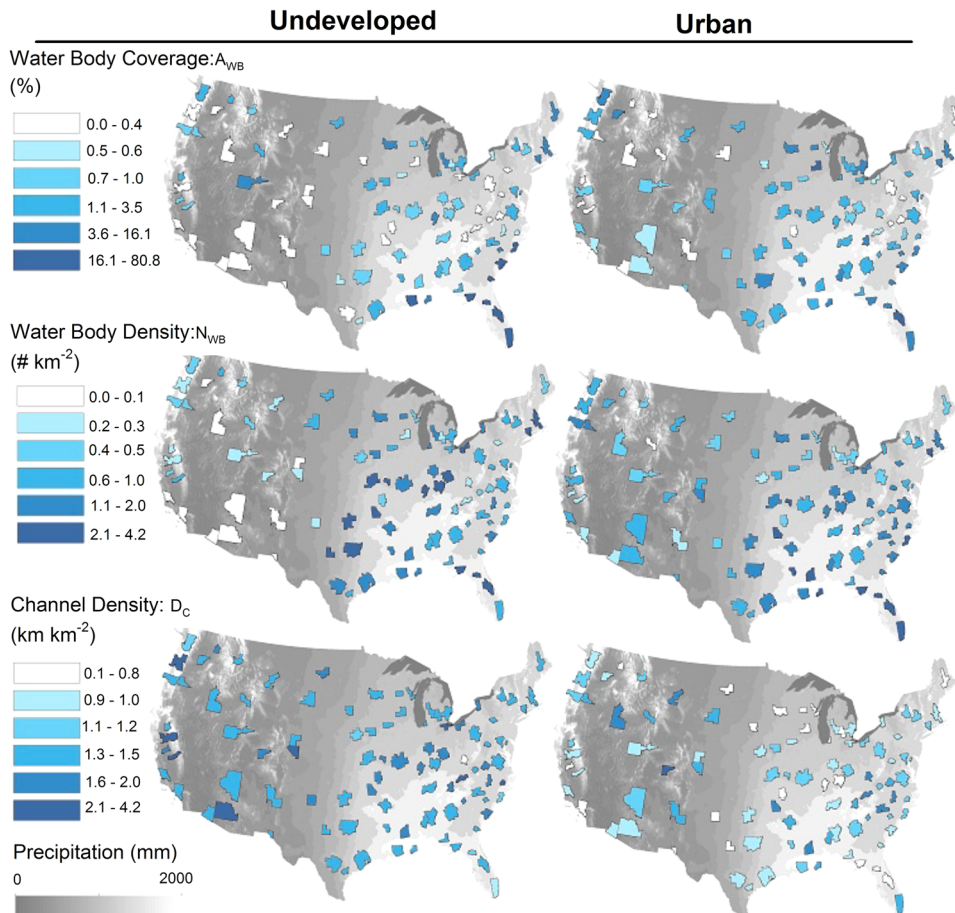 Undeveloped Urban
Water Body Coverage:A_WB
(%)
0.0 - 0.4
0.5 - 0.6
0.7 - 1.0
1.1 - 3.5
3.6 - 16.1
16.1 - 80.8
Water Body Density:N_WB
(# km⁻²)
0.0 - 0.1
0.2 - 0.3
0.4 - 0.5
0.6 - 1.0
1.1 - 2.0
2.1 - 4.2
Channel Density: D_C
(km km⁻²)
0.1 - 0.8
0.9 - 1.0
1.1 - 1.2
1.3 - 1.5
1.6 - 2.0
2.1 - 4.2
Precipitation (mm)
0 2000